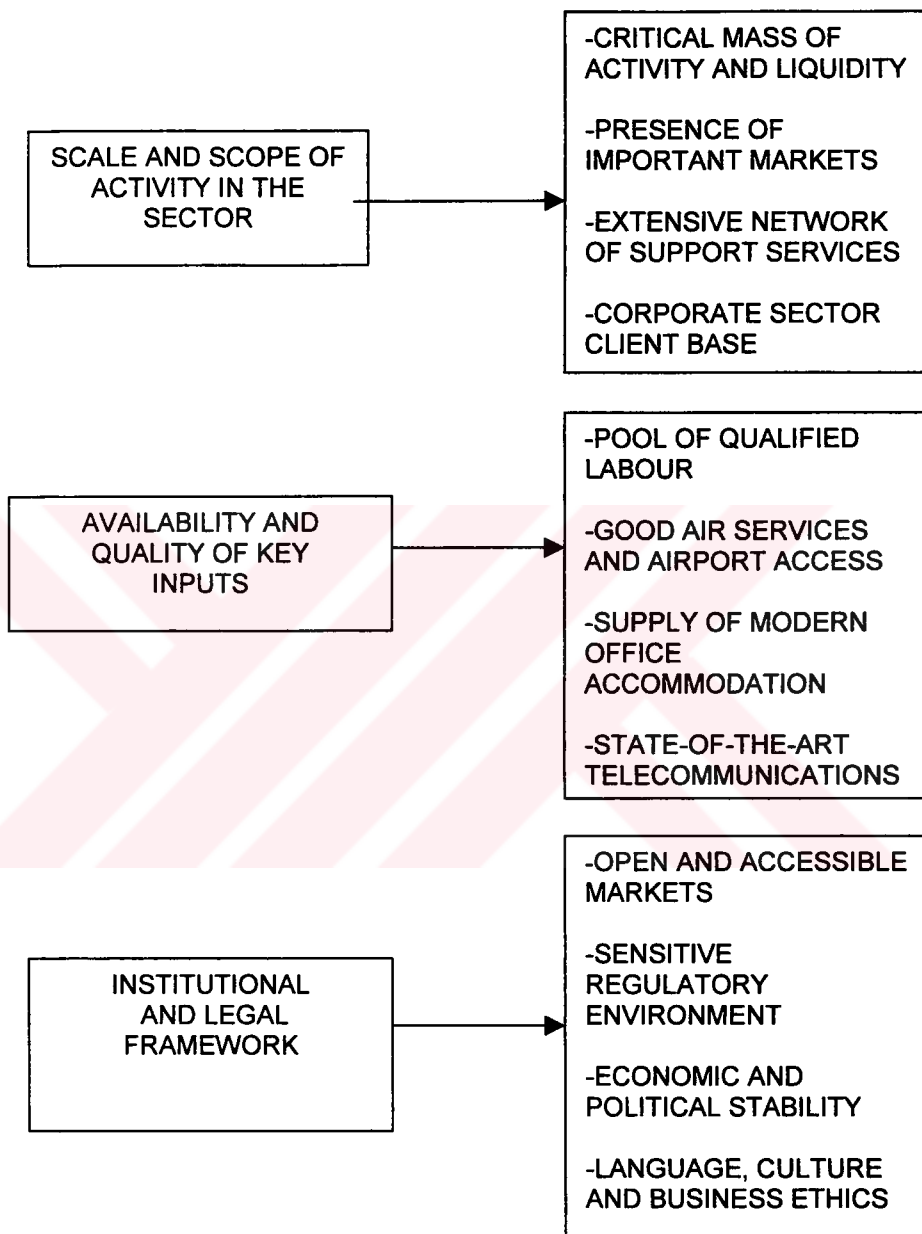 SCALE AND SCOPE OF
ACTIVITY IN THE
SECTOR
-CRITICAL MASS OF
ACTIVITY AND LIQUIDITY
-PRESENCE OF
IMPORTANT MARKETS
-EXTENSIVE NETWORK
OF SUPPORT SERVICES
-CORPORATE SECTOR
CLIENT BASE
AVAILABILITY AND
QUALITY OF KEY
INPUTS
-POOL OF QUALIFIED
LABOUR
-GOOD AIR SERVICES
AND AIRPORT ACCESS
-SUPPLY OF MODERN
OFFICE
ACCOMMODATION
-STATE-OF-THE-ART
TELECOMMUNICATIONS
INSTITUTIONAL
AND LEGAL
FRAMEWORK
-OPEN AND ACCESSIBLE
MARKETS
-SENSITIVE
REGULATORY
ENVIRONMENT
-ECONOMIC AND
POLITICAL STABILITY
-LANGUAGE, CULTURE
AND BUSINESS ETHICS